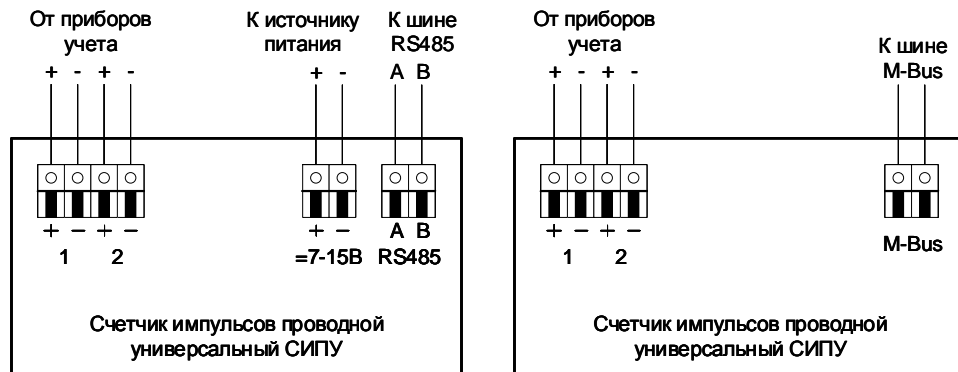 От приборов
учета
+ - + -
К источнику
питания
+ -
К шине
RS485
A B
+ − + −
1 2
+ −
=7-15В
A B
RS485
Счетчик импульсов проводной
универсальный СИПУ
От приборов
учета
+ - + -
К шине
M-Bus
+ − + −
1 2
M-Bus
Счетчик импульсов проводной
универсальный СИПУ